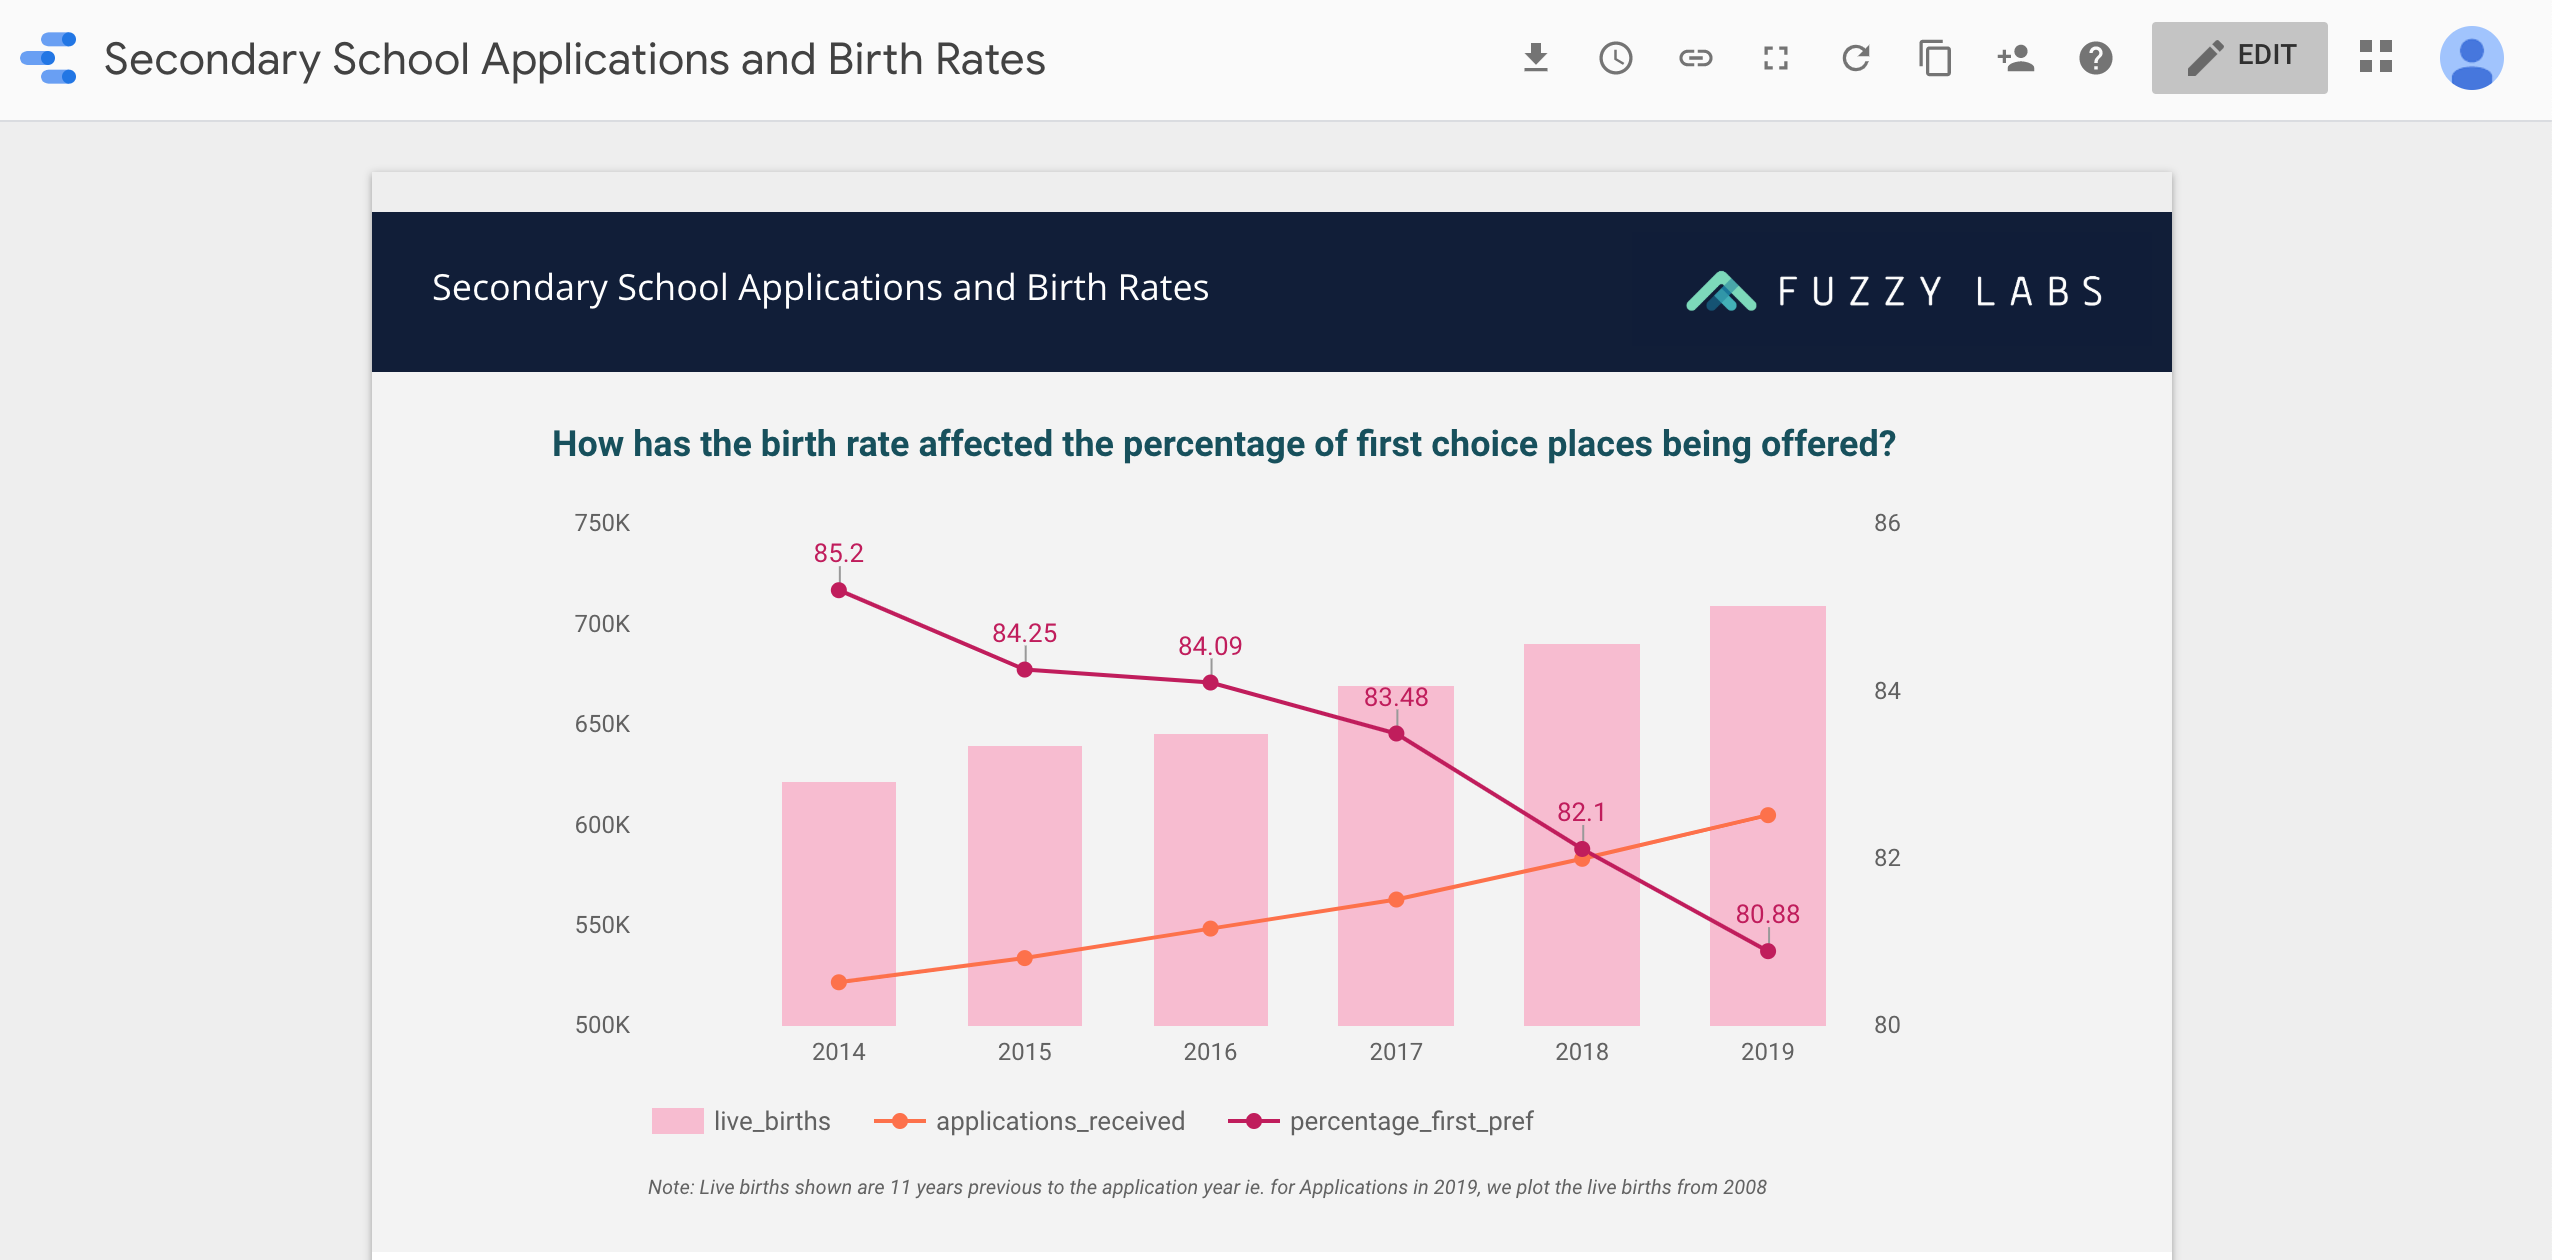 Secondary School Applications and Birth Rates
EDIT
Secondary School Applications and Birth Rates
FUZZY LABS
How has the birth rate affected the percentage of first choice places being offered?
750K
86
85.2
700K
84.25
84.09
83.48
84
650K
82.1
600K
82
80.88
550K
500K
80
2014 2015 2016 2017 2018 2019
live_births applications_received percentage_first_pref
Note: Live births shown are 11 years previous to the application year ie. for Applications in 2019, we plot the live births from 2008